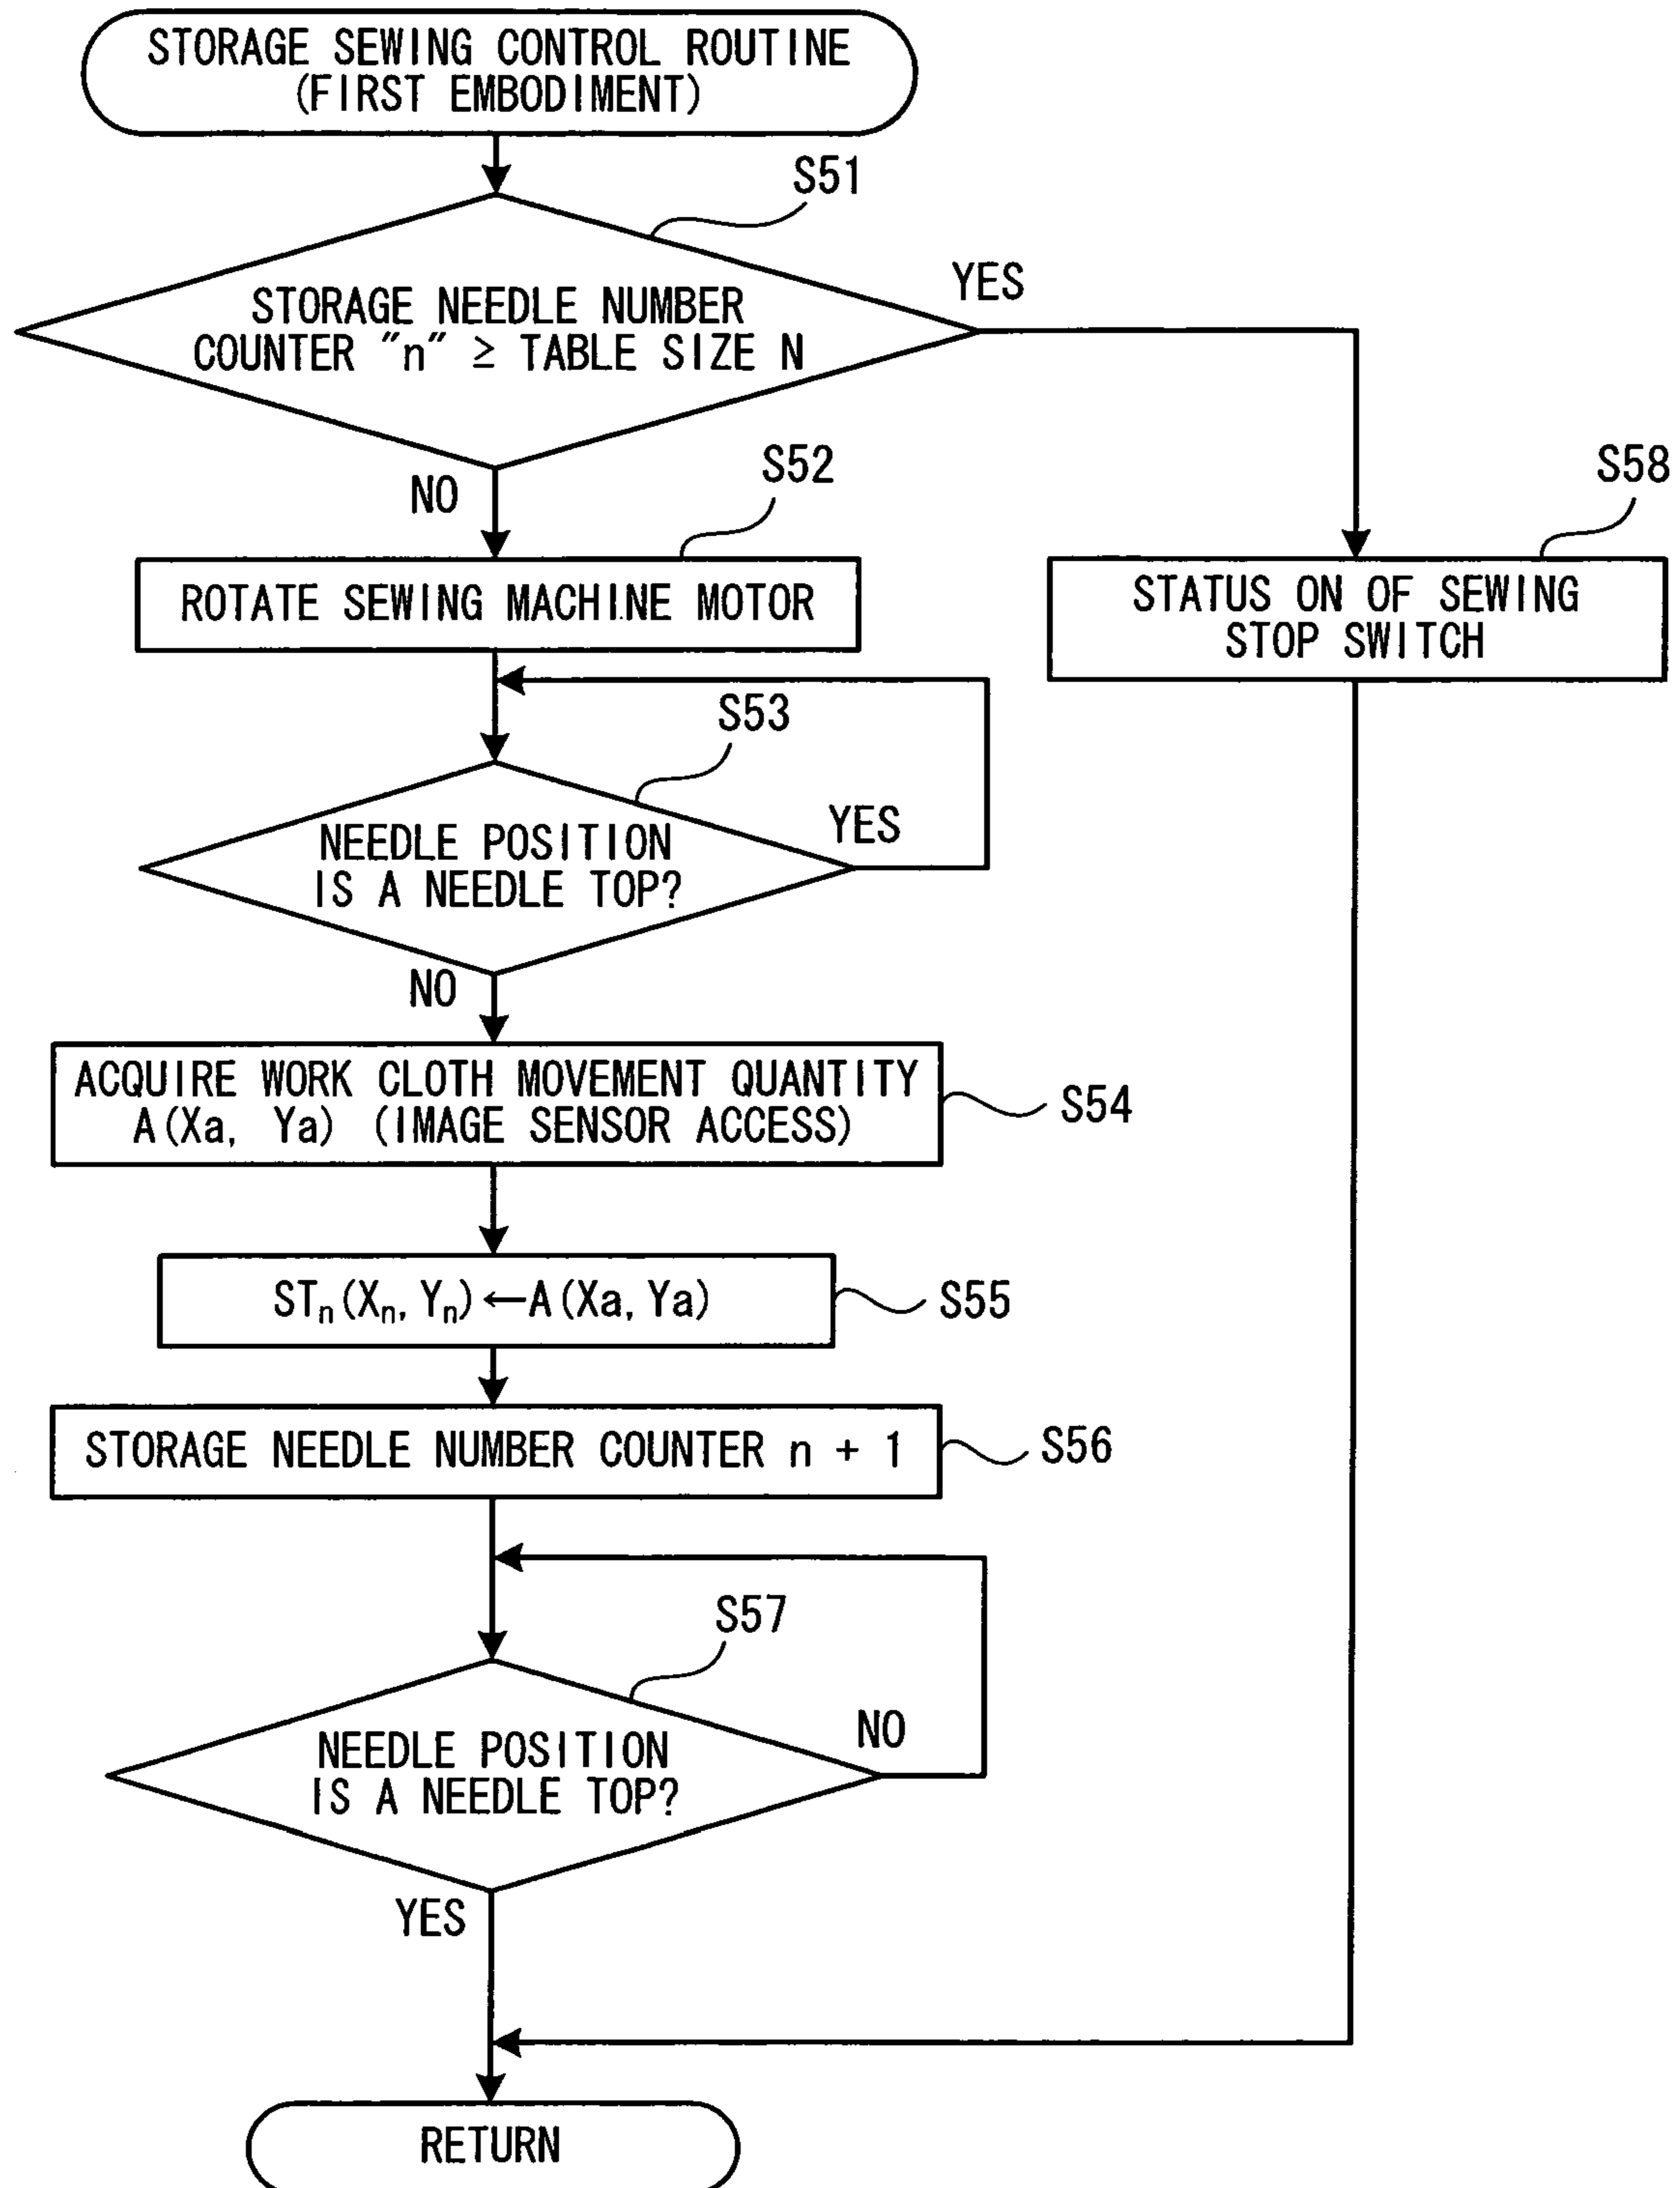 STORAGE SEWING CONTROL ROUTINE
(FIRST EMBODIMENT)
S51
STORAGE NEEDLE NUMBER
COUNTER "n" ≥ TABLE SIZE N
YES
NO
S52
S58
ROTATE SEWING MACHINE MOTOR
STATUS ON OF SEWING
STOP SWITCH
S53
NEEDLE POSITION
IS A NEEDLE TOP?
YES
NO
ACQUIRE WORK CLOTH MOVEMENT QUANTITY
A(Xa, Ya) (IMAGE SENSOR ACCESS)
S54
STₙ(Xₙ, Yₙ)←A(Xa, Ya)
S55
STORAGE NEEDLE NUMBER COUNTER n + 1
S56
S57
NEEDLE POSITION
IS A NEEDLE TOP?
NO
YES
RETURN